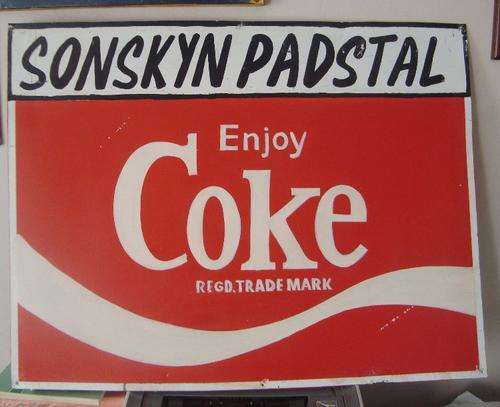 SONSKYN PADSTAL
Enjoy
Coke
REGD. TRADE MARK